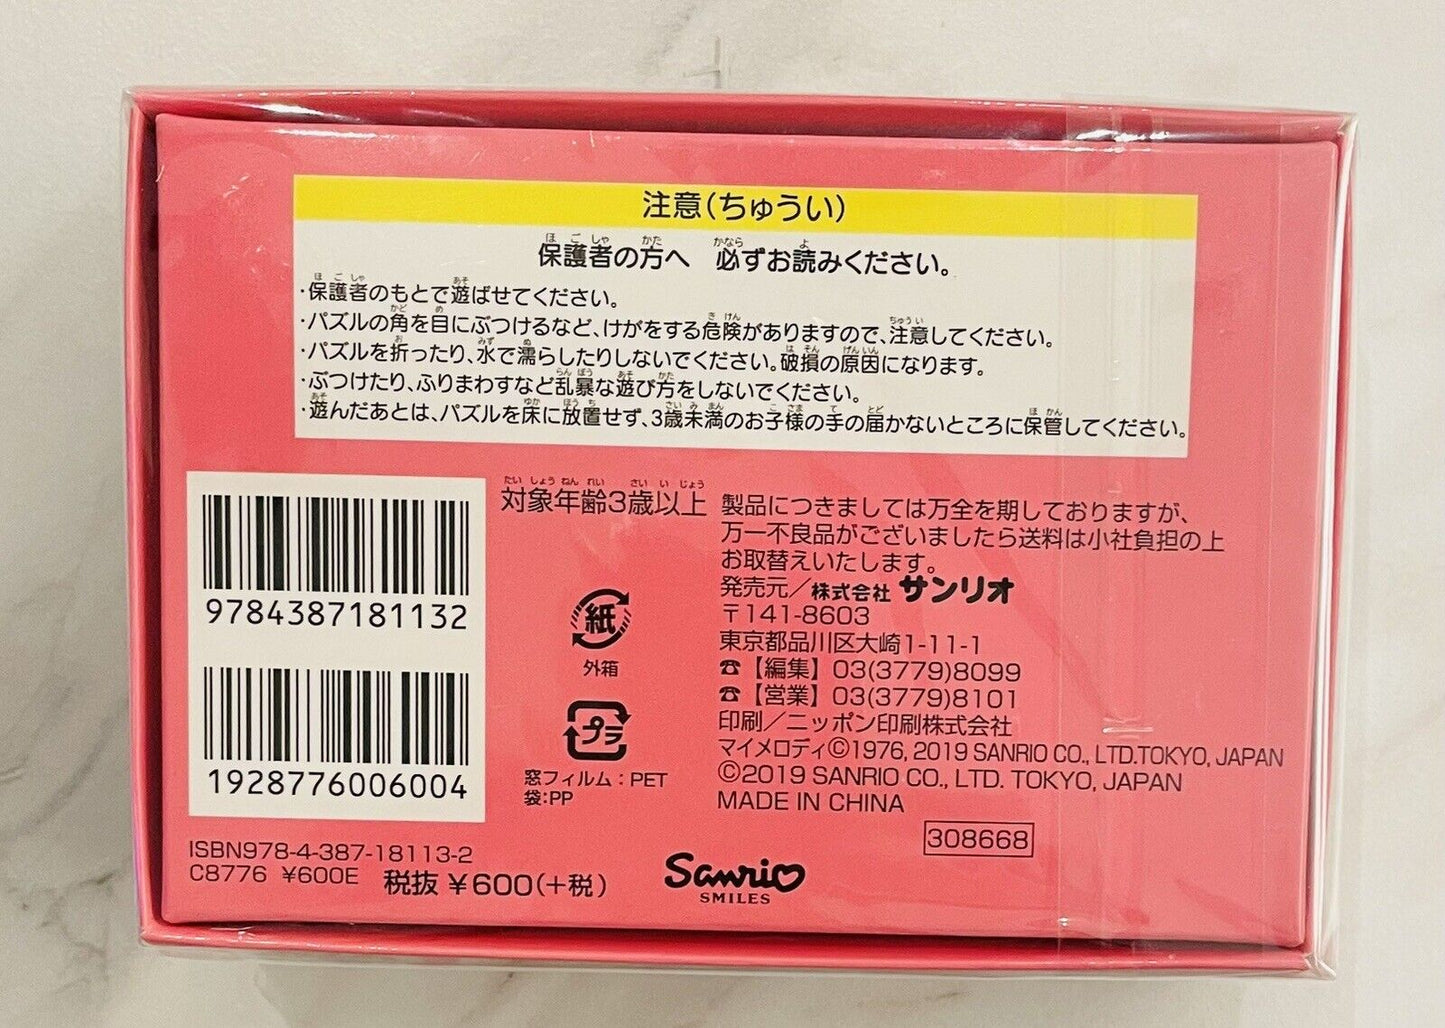 注意(ちゅうい)
保護者の方へ 必ずお読みください。
・保護者のもとで遊ばせてください。
・パズルの角を目にぶつけるなど、けがをする危険がありますので、注意してください。
・パズルを折ったり、水で濡らしたりしないでください。破損の原因になります。
・ぶつけたり、ふりまわすなど乱暴な遊び方をしないでください。
・遊んだあとは、パズルを床に放置せず、3歳未満のお子様の手の届かないところに保管してください。
9784387181132
1928776006004
ISBN978-4-387-18113-2
C8776 ¥600E 税抜 ¥600(+税)
対象年齢3歳以上
紙
外箱
プラ
窓フィルム:PET
袋:PP
製品につきましては万全を期しておりますが、
万一不良品がございましたら送料は小社負担の上
お取替えいたします。
発売元/株式会社 サンリオ
〒141-8603
東京都品川区大崎1-11-1
☎【編集】03(3779)8099
☎【営業】03(3779)8101
印刷/ニッポン印刷株式会社
マイメロディ©1976, 2019 SANRIO CO., LTD.TOKYO, JAPAN
©2019 SANRIO CO., LTD. TOKYO, JAPAN
MADE IN CHINA
308668
Sanrio
SMILES